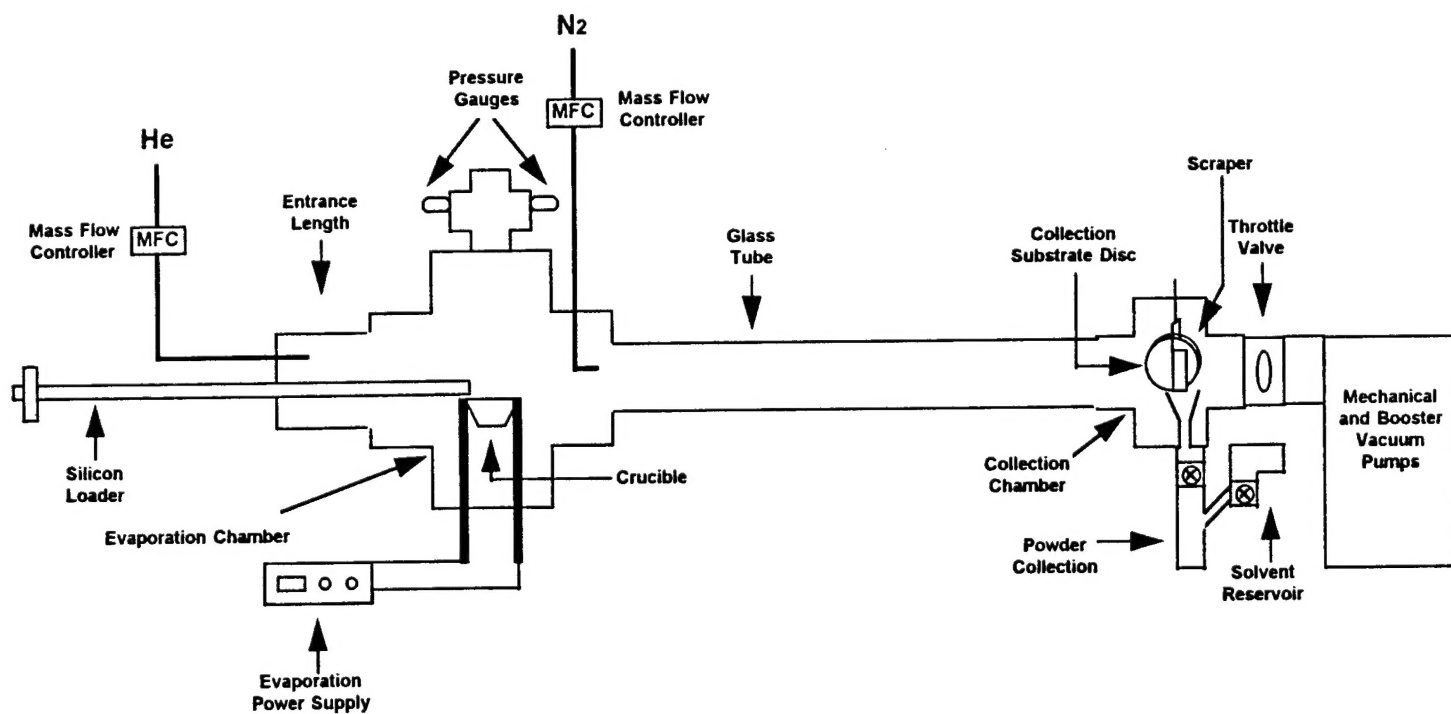 N2
Pressure
Gauges
MFC
Mass Flow
Controller
He
Scraper
Entrance
Length
Mass Flow
Controller
MFC
Glass
Tube
Collection
Substrate Disc
Throttle
Valve
Mechanical
and Booster
Vacuum
Pumps
Silicon
Loader
Crucible
Collection
Chamber
Evaporation Chamber
Powder
Collection
Solvent
Reservoir
Evaporation
Power Supply